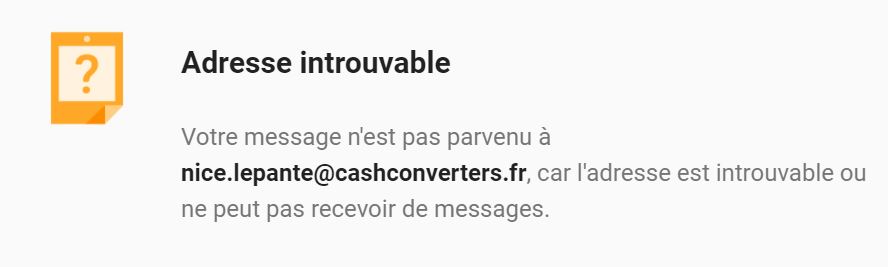 ?
Adresse introuvable
Votre message n'est pas parvenu à
nice.lepante@cashconverters.fr, car l'adresse est introuvable ou
ne peut pas recevoir de messages.